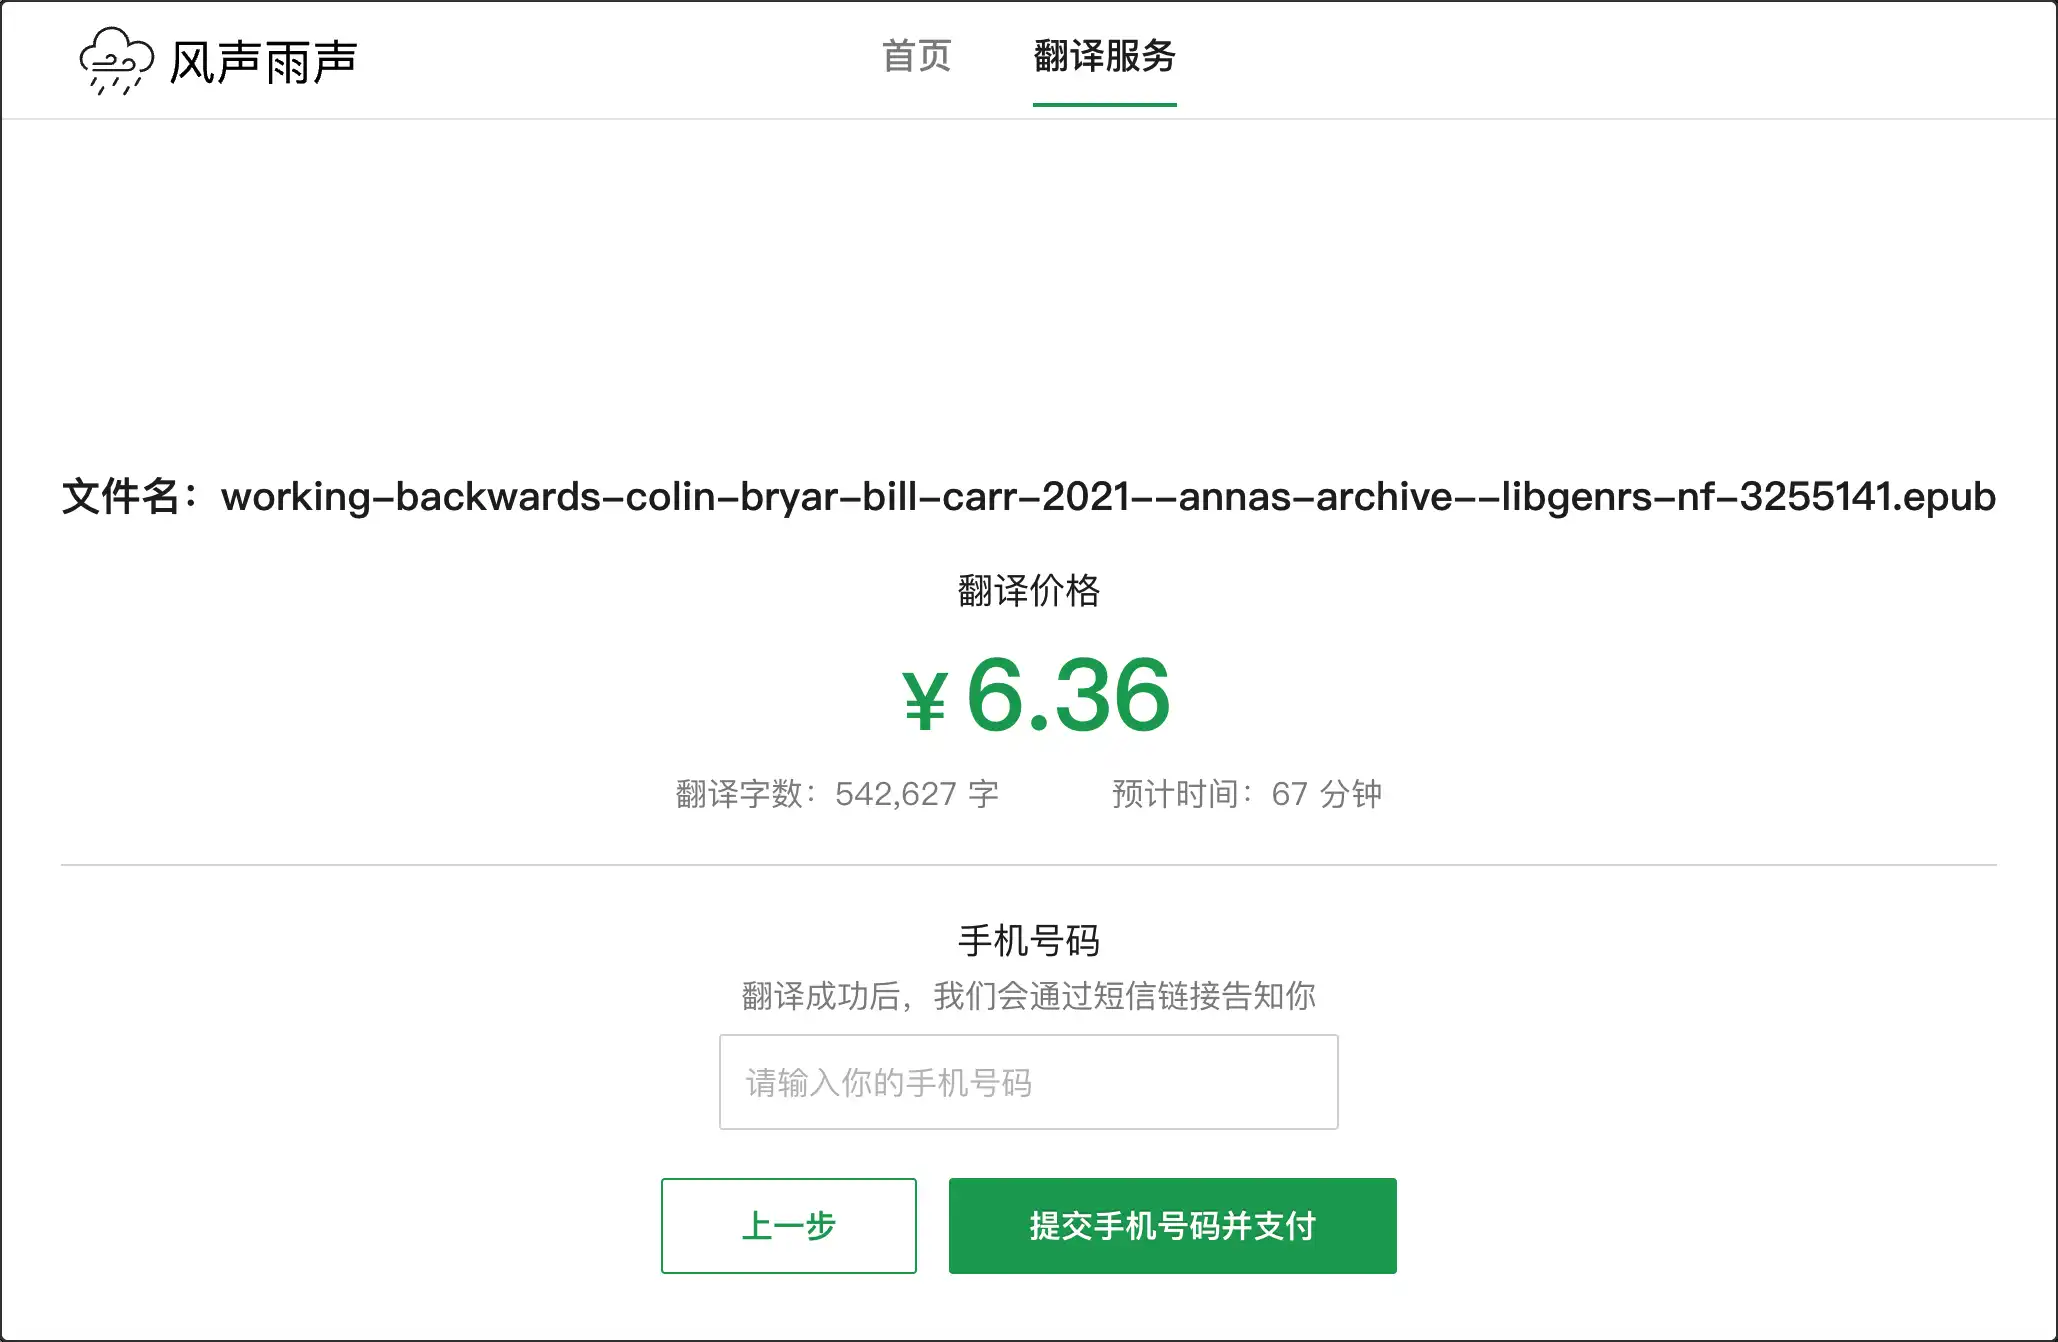 风声雨声
首页 翻译服务
文件名：working-backwards-colin-bryar-bill-carr-2021--annas-archive--libgenrs-nf-3255141.epub
翻译价格
¥ 6.36
翻译字数：542,627 字 预计时间：67 分钟
手机号码
翻译成功后，我们会通过短信链接告知你
请输入你的手机号码
上一步 提交手机号码并支付